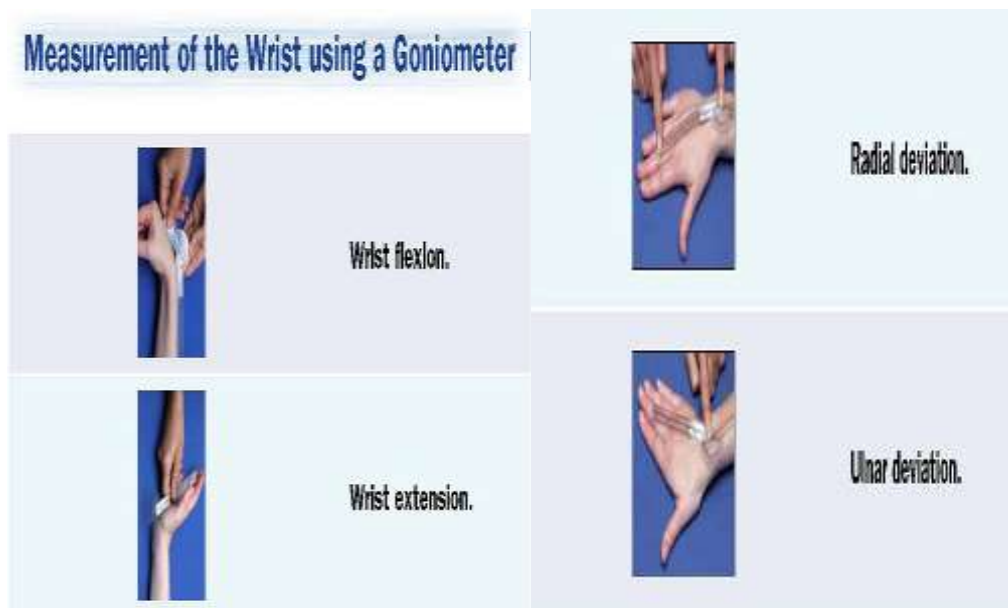 Measurement of the Wrist using a Goniometer
Wrist flexion.
Wrist extension.
Radial deviation.
Ulnar deviation.